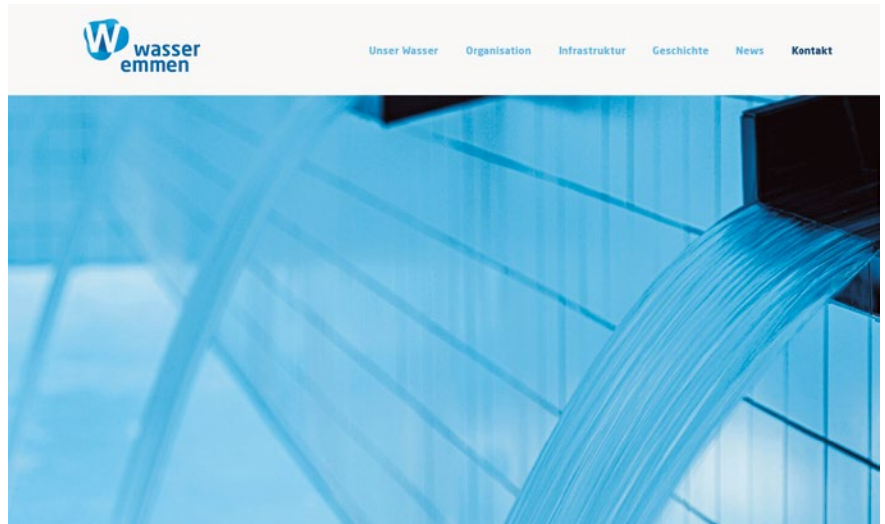 W wasser
emmen
Unser Wasser Organisation Infrastruktur Geschichte News Kontakt